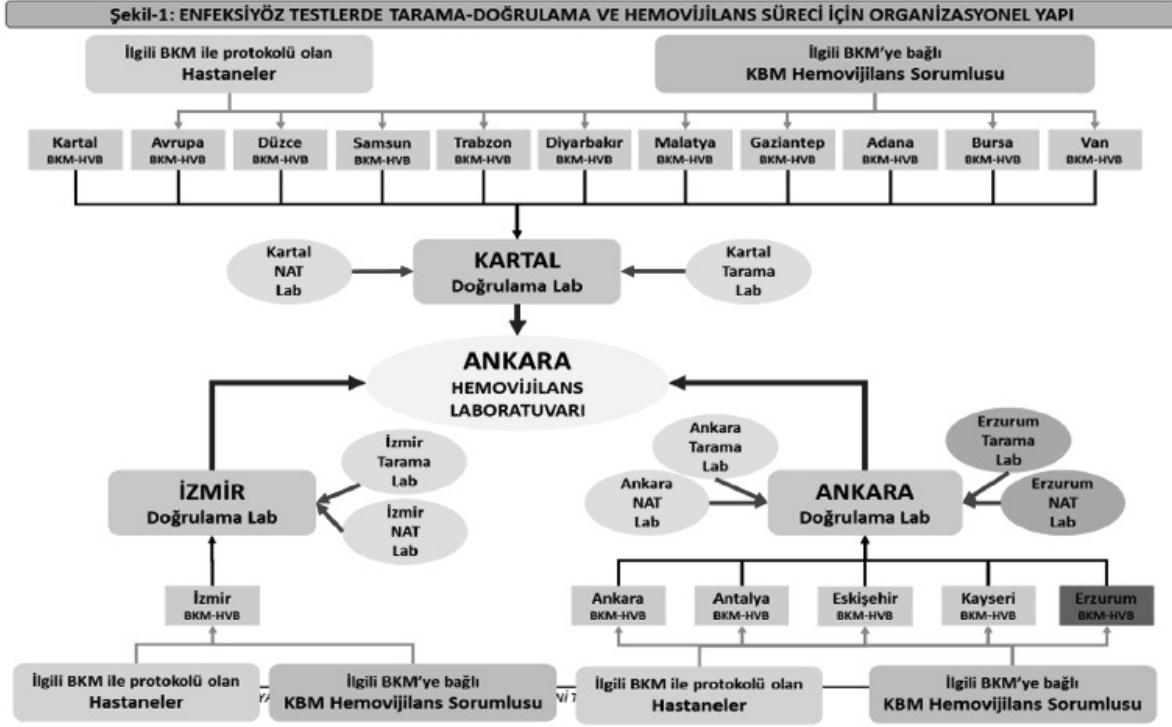 Şekil-1: ENFEKSİYÖZ TESTLERDE TARAMA-DOĞRULAMA VE HEMOVİJİLANS SÜRECİ İÇİN ORGANİZASYONEL YAPI
İlgili BKM ile protokolü olan
Hastaneler
İlgili BKM'ye bağlı
KBM Hemovijilans Sorumlusu
Kartal
BKM-HVB
Avrupa
BKM-HVB
Düzce
BKM-HVB
Samsun
BKM-HVB
Trabzon
BKM-HVB
Diyarbakır
BKM-HVB
Malatya
BKM-HVB
Gaziantep
BKM-HVB
Adana
BKM-HVB
Bursa
BKM-HVB
Van
BKM-HVB
Kartal
NAT
Lab
KARTAL
Doğrulama Lab
Kartal
Tarama
Lab
ANKARA
HEMOVİJİLANS
LABORATUVARI
İzmir
Tarama
Lab
İZMİR
Doğrulama Lab
İzmir
NAT
Lab
Ankara
Tarama
Lab
Ankara
NAT
Lab
ANKARA
Doğrulama Lab
Erzurum
Tarama
Lab
Erzurum
NAT
Lab
İzmir
BKM-HVB
Ankara
BKM-HVB
Antalya
BKM-HVB
Eskişehir
BKM-HVB
Kayseri
BKM-HVB
Erzurum
BKM-HVB
İlgili BKM ile protokolü olan
Hastaneler
İlgili BKM'ye bağlı
KBM Hemovijilans Sorumlusu
İlgili BKM ile protokolü olan
Hastaneler
İlgili BKM'ye bağlı
KBM Hemovijilans Sorumlusu